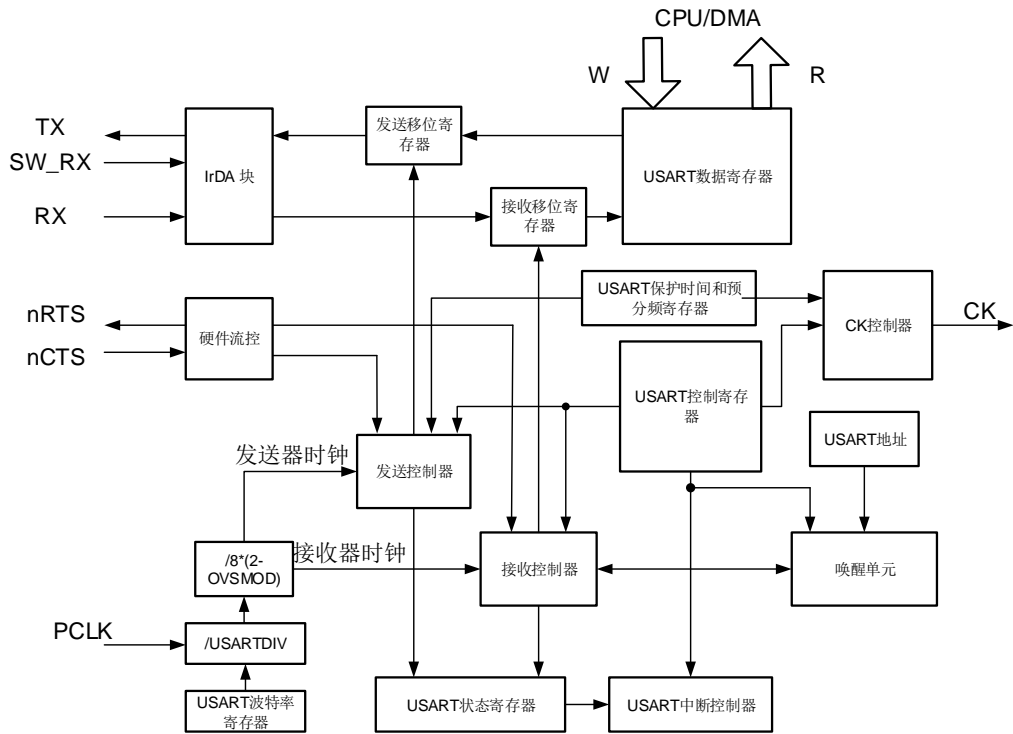 CPU/DMA
W
R
TX
SW_RX
RX
IrDA 块
发送移位寄
存器
接收移位寄
存器
USART数据寄存器
nRTS
nCTS
硬件流控
USART保护时间和预
分频寄存器
CK控制器
CK
USART控制寄存
器
USART地址
发送器时钟
发送控制器
/8*(2-
OVSMOD)
接收器时钟
接收控制器
唤醒单元
PCLK
/USARTDIV
USART波特率
寄存器
USART状态寄存器
USART中断控制器